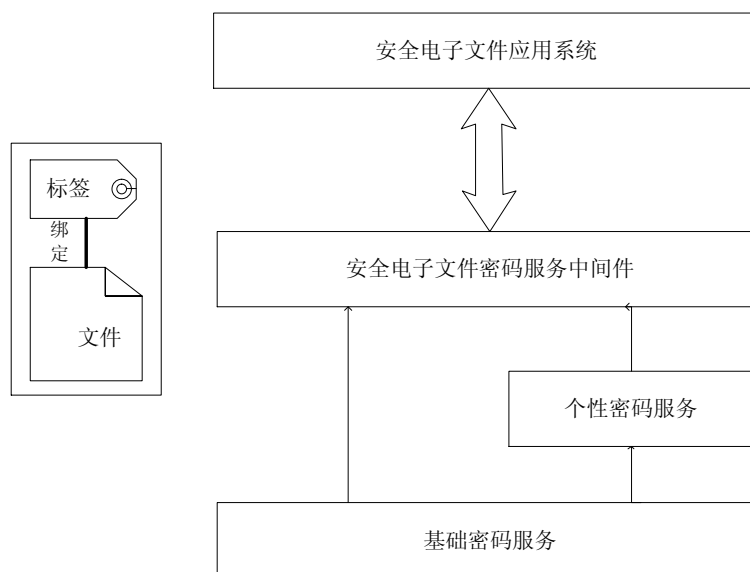 安全电子文件应用系统
标签
绑
定
文件
安全电子文件密码服务中间件
个性密码服务
基础密码服务